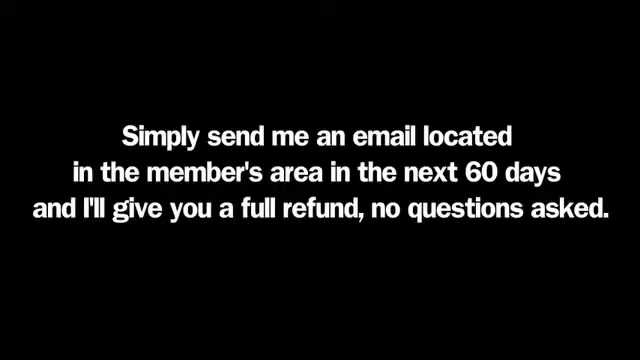 Simply send me an email located
in the member's area in the next 60 days
and I'll give you a full refund, no questions asked.